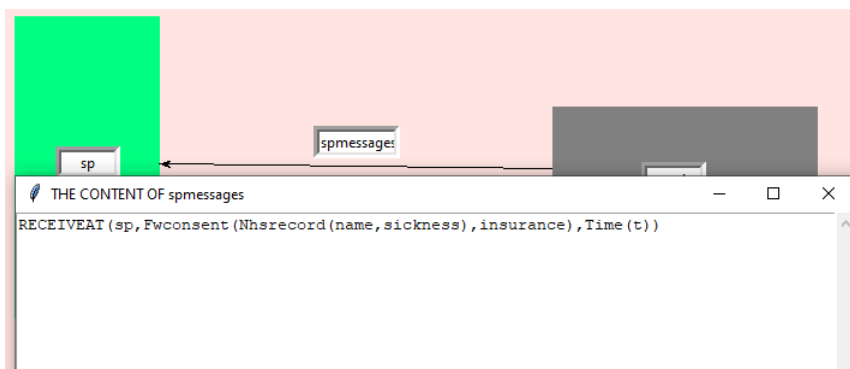 spmessages
sp
THE CONTENT OF spmessages
RECEIVEAT(sp,Fwconsent(Nhsrecord(name,sickness),insurance),Time(t))